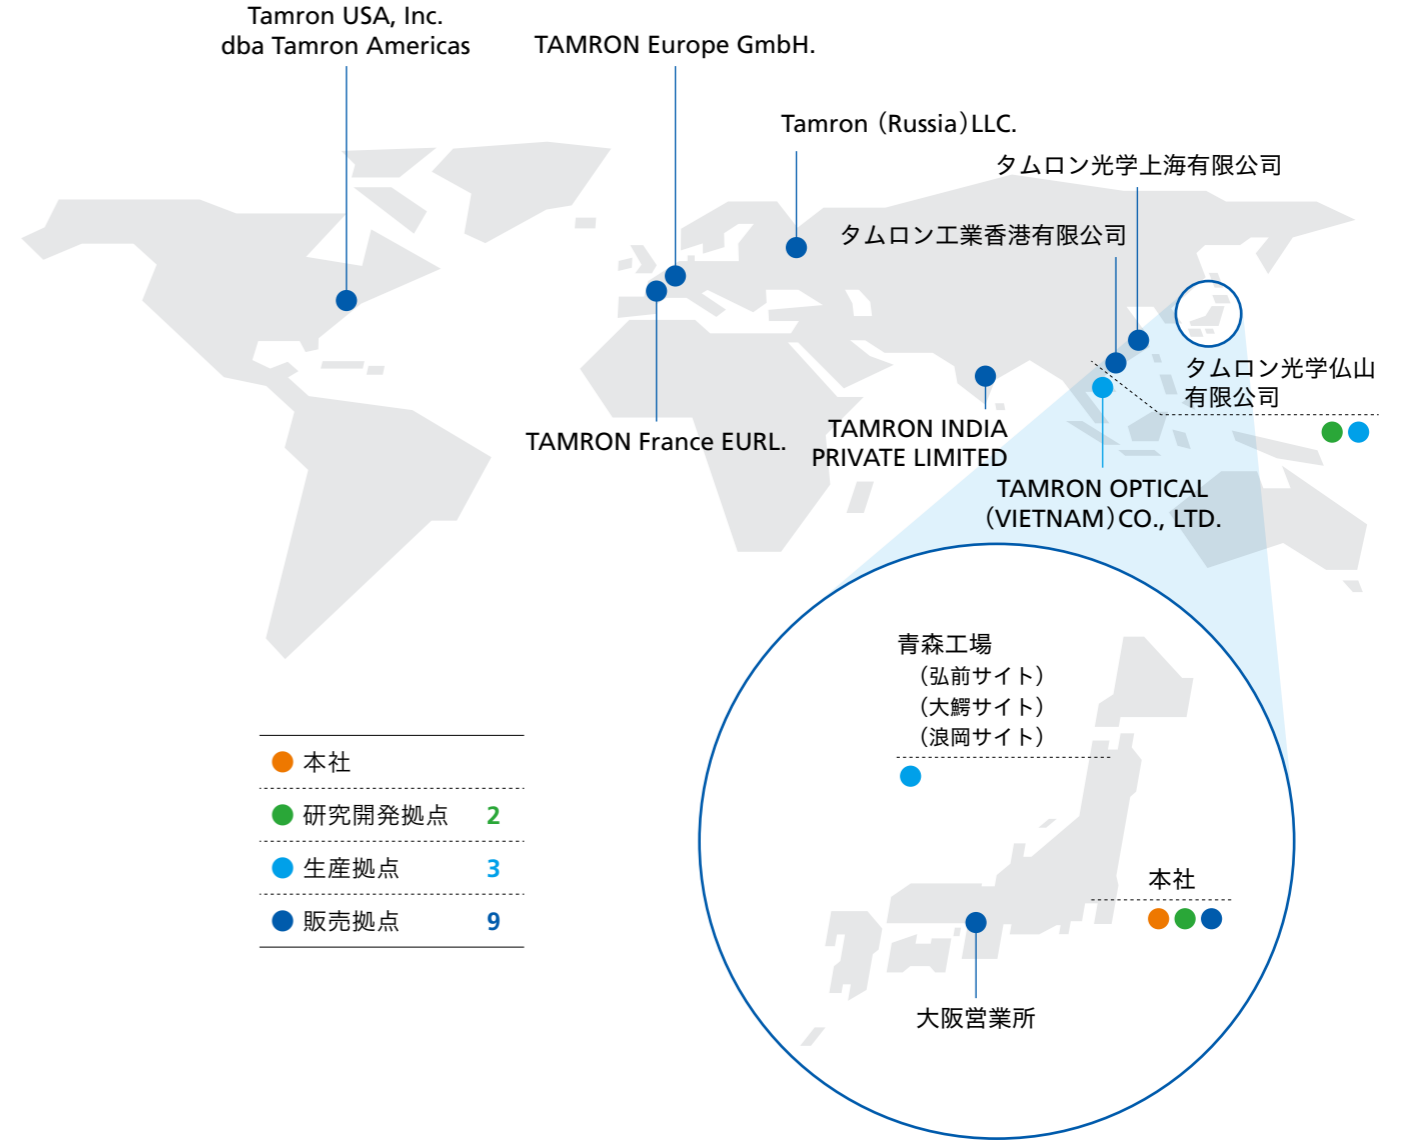 Tamron USA, Inc.
dba Tamron Americas
TAMRON Europe GmbH.
Tamron（Russia）LLC.
タムロン光学上海有限公司
タムロン工業香港有限公司
タムロン光学仏山
有限公司
TAMRON France EURL.
TAMRON INDIA
PRIVATE LIMITED
TAMRON OPTICAL
（VIETNAM）CO., LTD.
青森工場
（弘前サイト）
（大鰐サイト）
（浪岡サイト）
本社
大阪営業所
本社
研究開発拠点 2
生産拠点 3
販売拠点 9